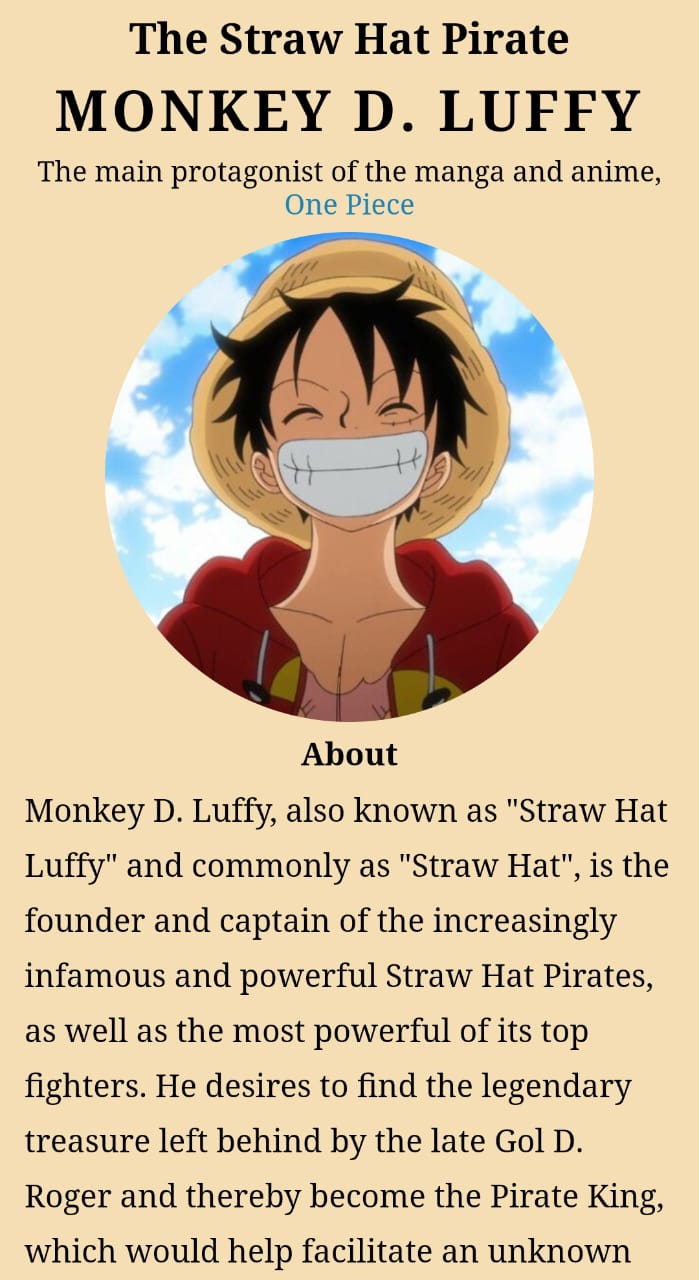 The Straw Hat Pirate
MONKEY D. LUFFY
The main protagonist of the manga and anime,
One Piece
About
Monkey D. Luffy, also known as "Straw Hat
Luffy" and commonly as "Straw Hat", is the
founder and captain of the increasingly
infamous and powerful Straw Hat Pirates,
as well as the most powerful of its top
fighters. He desires to find the legendary
treasure left behind by the late Gol D.
Roger and thereby become the Pirate King,
which would help facilitate an unknown